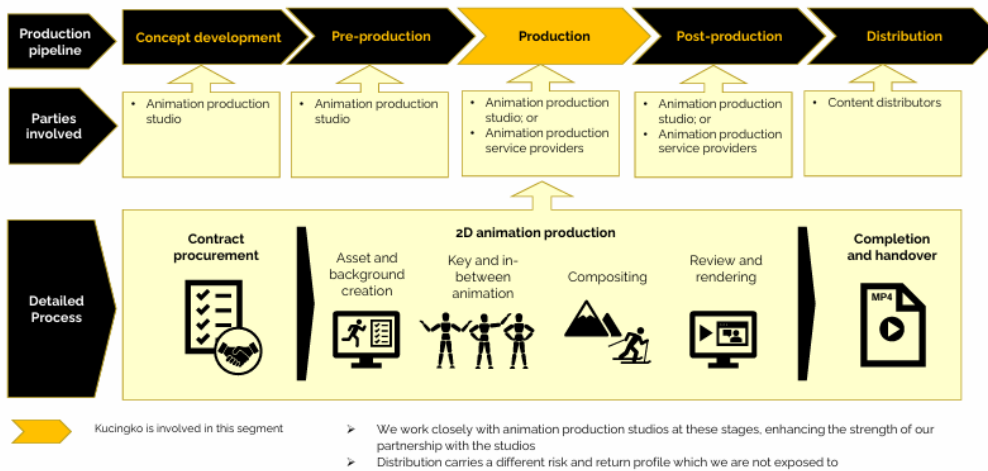 Production
pipeline
Concept development
Pre-production
Production
Post-production
Distribution
Parties
involved
• Animation production
studio
• Animation production
studio
• Animation production
studio; or
• Animation production
service providers
• Animation production
studio; or
• Animation production
service providers
• Content distributors
Detailed
Process
Contract
procurement
2D animation production
Asset and
background
creation
Key and in-
between
animation
Compositing
Review and
rendering
Completion
and handover
MP4
Kucingko is involved in this segment
➤ We work closely with animation production studios at these stages, enhancing the strength of our
partnership with the studios
➤ Distribution carries a different risk and return profile which we are not exposed to